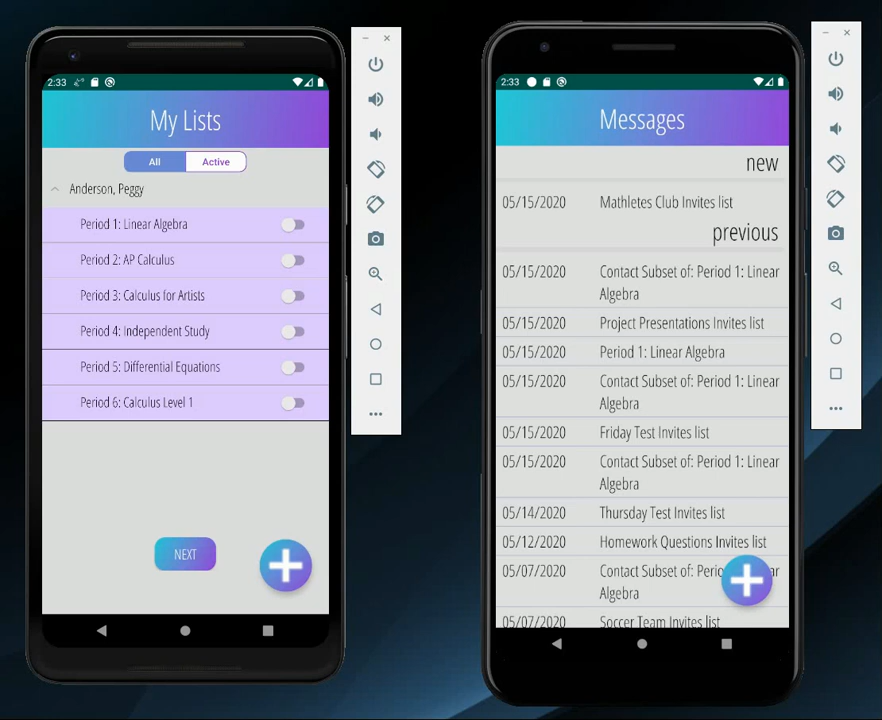 2:33
My Lists
All
Active
Anderson, Peggy
Period 1: Linear Algebra
Period 2: AP Calculus
Period 3: Calculus for Artists
Period 4: Independent Study
Period 5: Differential Equations
Period 6: Calculus Level 1
NEXT
2:33
Messages
new
05/15/2020 Mathletes Club Invites list
previous
05/15/2020 Contact Subset of: Period 1: Linear
Algebra
05/15/2020 Project Presentations Invites list
05/15/2020 Period 1: Linear Algebra
05/15/2020 Contact Subset of: Period 1: Linear
Algebra
05/15/2020 Friday Test Invites list
05/15/2020 Contact Subset of: Period 1: Linear
Algebra
05/14/2020 Thursday Test Invites list
05/12/2020 Homework Questions Invites list
05/07/2020 Contact Subset of: Perio ar
Algebra
05/07/2020 Soccer Team Invites list